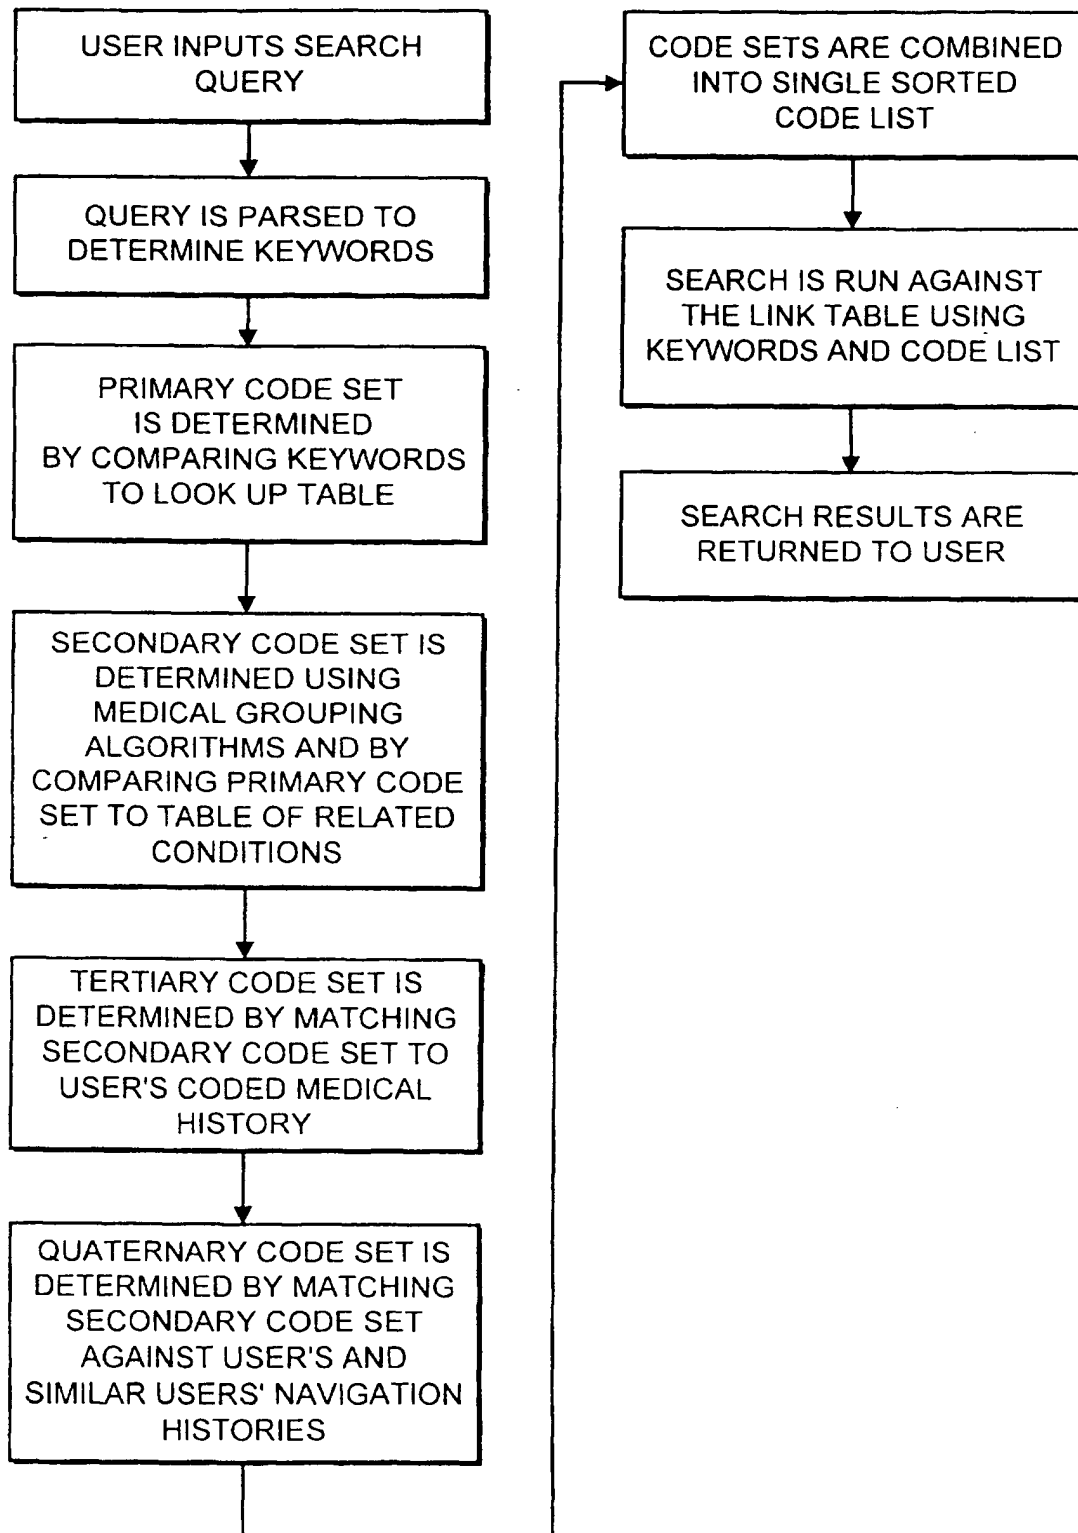 USER INPUTS SEARCH
QUERY
QUERY IS PARSED TO
DETERMINE KEYWORDS
PRIMARY CODE SET
IS DETERMINED
BY COMPARING KEYWORDS
TO LOOK UP TABLE
SECONDARY CODE SET IS
DETERMINED USING
MEDICAL GROUPING
ALGORITHMS AND BY
COMPARING PRIMARY CODE
SET TO TABLE OF RELATED
CONDITIONS
TERTIARY CODE SET IS
DETERMINED BY MATCHING
SECONDARY CODE SET TO
USER'S CODED MEDICAL
HISTORY
QUATERNARY CODE SET IS
DETERMINED BY MATCHING
SECONDARY CODE SET
AGAINST USER'S AND
SIMILAR USERS' NAVIGATION
HISTORIES
CODE SETS ARE COMBINED
INTO SINGLE SORTED
CODE LIST
SEARCH IS RUN AGAINST
THE LINK TABLE USING
KEYWORDS AND CODE LIST
SEARCH RESULTS ARE
RETURNED TO USER